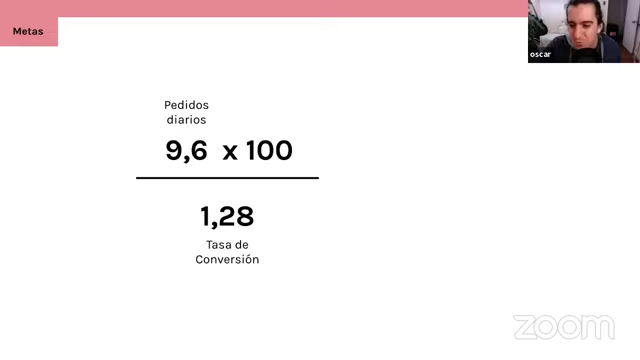 Metas
oscar
Pedidos
diarios
9,6 x 100
1,28
Tasa de
Conversión
zoom